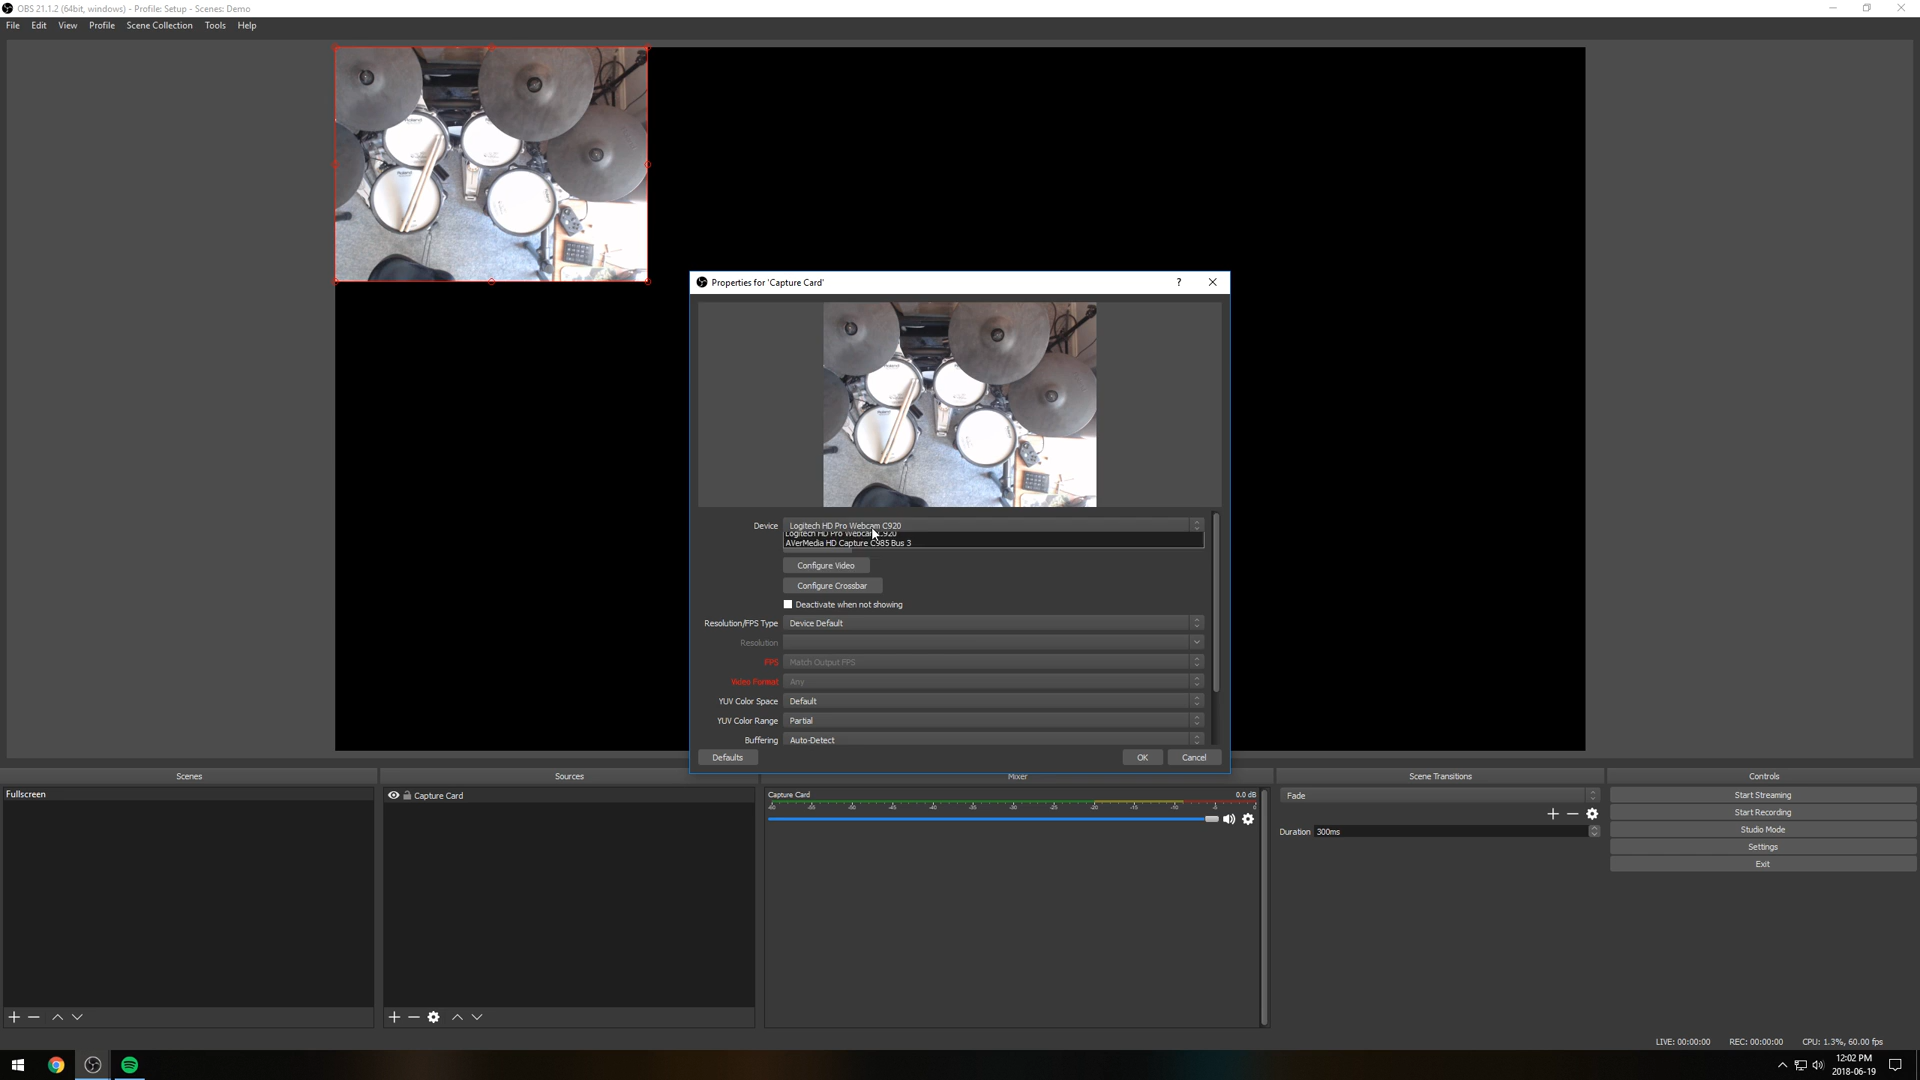 OBS 21.1.2 (64bit, windows) - Profile: Setup - Scenes: Demo
File Edit View Profile Scene Collection Tools Help
Properties for 'Capture Card'
?
Device Logitech HD Pro Webcam C920
Logitech HD Pro Webcam C920
AVerMedia HD Capture C985 Bus 3
Configure Video
Configure Crossbar
Deactivate when not showing
Resolution/FPS Type Device Default
Resolution
FPS Match Output FPS
Video Format Any
YUV Color Space Default
YUV Color Range Partial
Buffering Auto-Detect
Defaults OK Cancel
Scenes
Fullscreen
Sources
Capture Card
Mixer
Capture Card 0.0 dB
Scene Transitions
Fade
Duration 300ms
Controls
Start Streaming
Start Recording
Studio Mode
Settings
Exit
LIVE: 00:00:00 REC: 00:00:00 CPU: 1.3%, 60.00 fps
12:02 PM
2018-06-19